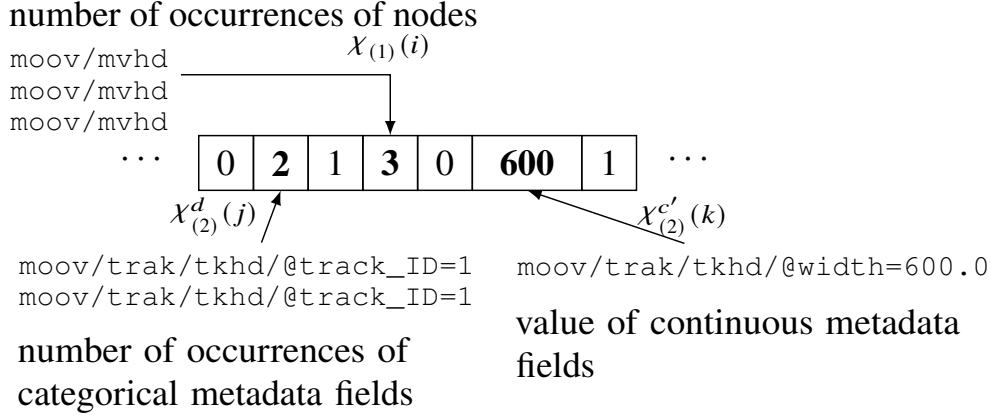 number of occurrences of nodes
moov/mvhd
moov/mvhd
moov/mvhd
χ₍₁₎(i)
··· 0 2 1 3 0 600 1 ···
χᵈ₍₂₎(j)
χᶜ′₍₂₎(k)
moov/trak/tkhd/@track_ID=1
moov/trak/tkhd/@track_ID=1
moov/trak/tkhd/@width=600.0
number of occurrences of
categorical metadata fields
value of continuous metadata
fields